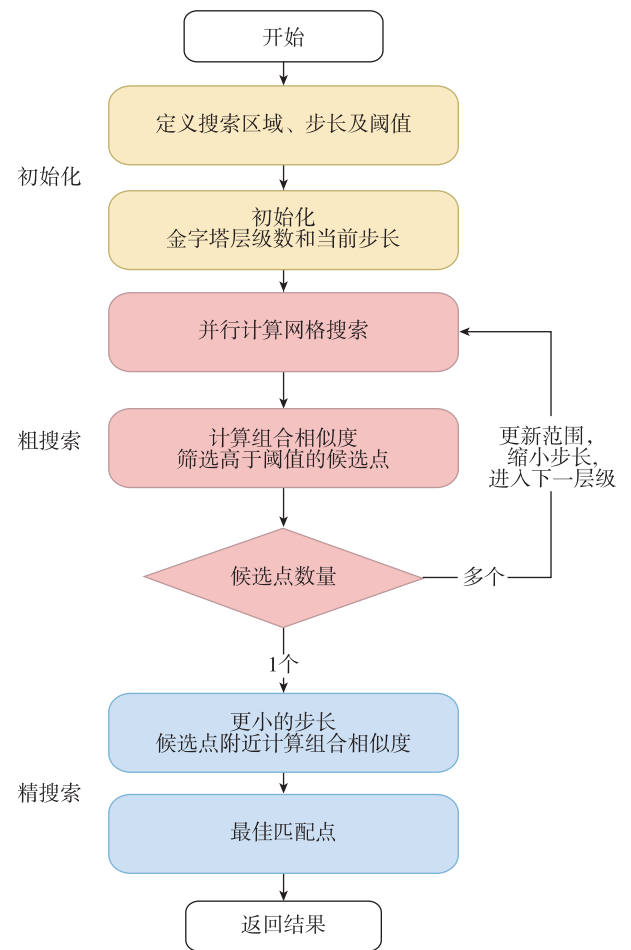 开始
定义搜索区域、步长及阈值
初始化
初始化
金字塔层级数和当前步长
并行计算网格搜索
粗搜索
计算组合相似度
筛选高于阈值的候选点
更新范围，
缩小步长，
进入下一层级
候选点数量
多个
1个
更小的步长
候选点附近计算组合相似度
精搜索
最佳匹配点
返回结果